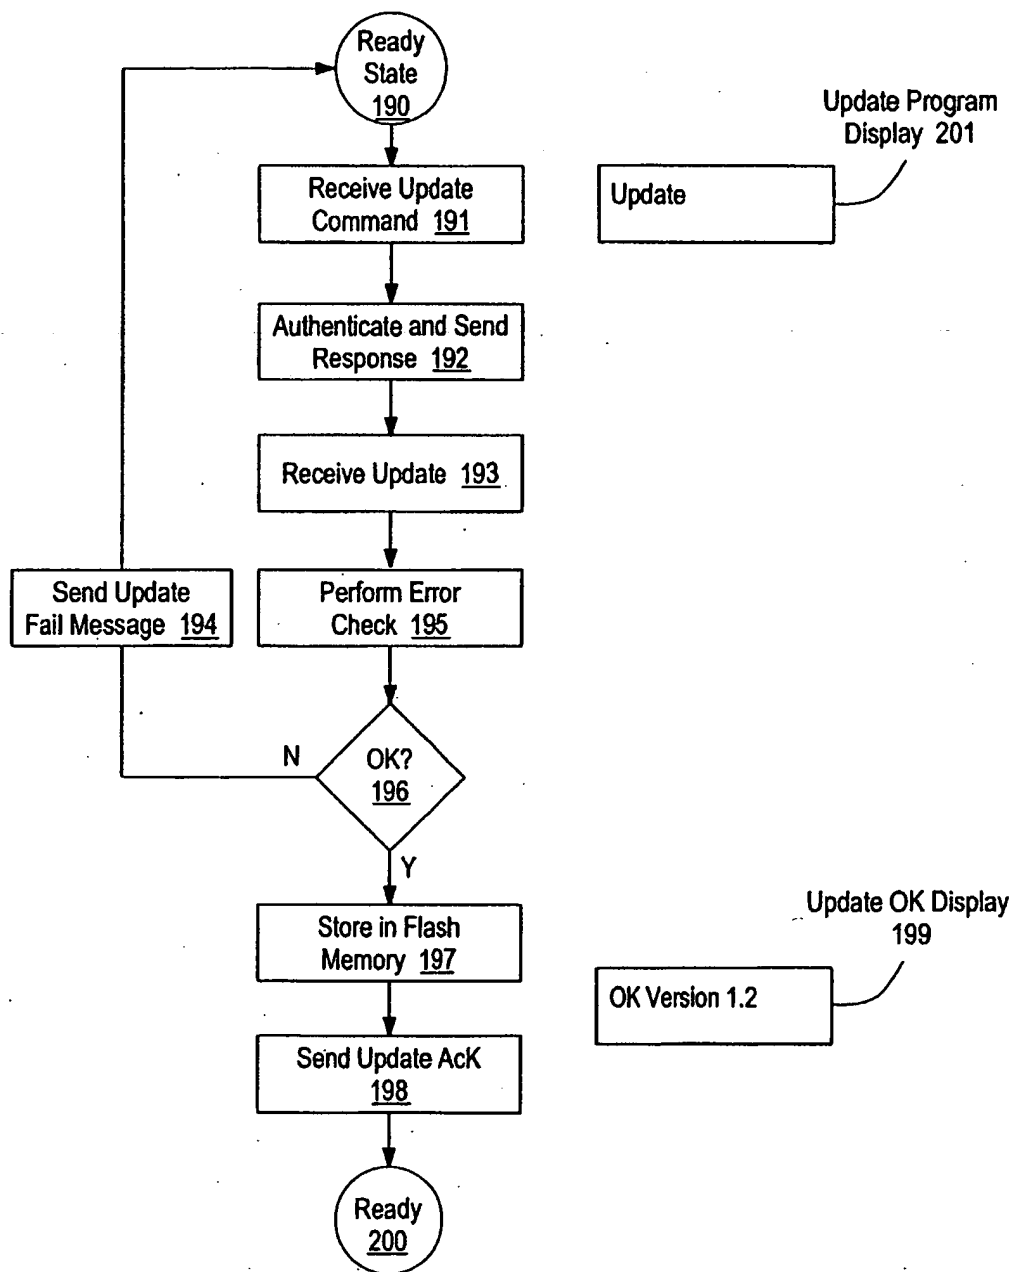 Ready
State
190
Update Program
Display 201
Receive Update
Command 191
Update
Authenticate and Send
Response 192
Receive Update 193
Send Update
Fail Message 194
Perform Error
Check 195
N
OK?
196
Y
Store in Flash
Memory 197
Update OK Display
199
OK Version 1.2
Send Update AcK
198
Ready
200